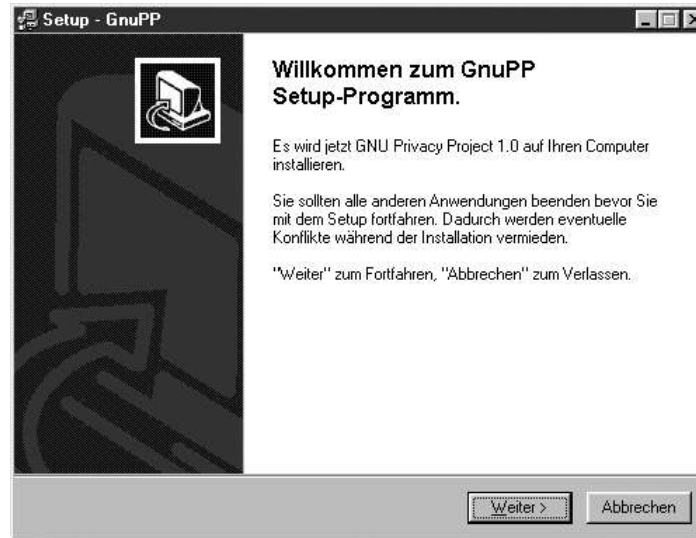 Setup - GnuPP
Willkommen zum GnuPP
Setup-Programm.
Es wird jetzt GNU Privacy Project 1.0 auf Ihren Computer
installieren.
Sie sollten alle anderen Anwendungen beenden bevor Sie
mit dem Setup fortfahren. Dadurch werden eventuelle
Konflikte während der Installation vermieden.
"Weiter" zum Fortfahren, "Abbrechen" zum Verlassen.
Weiter >
Abbrechen